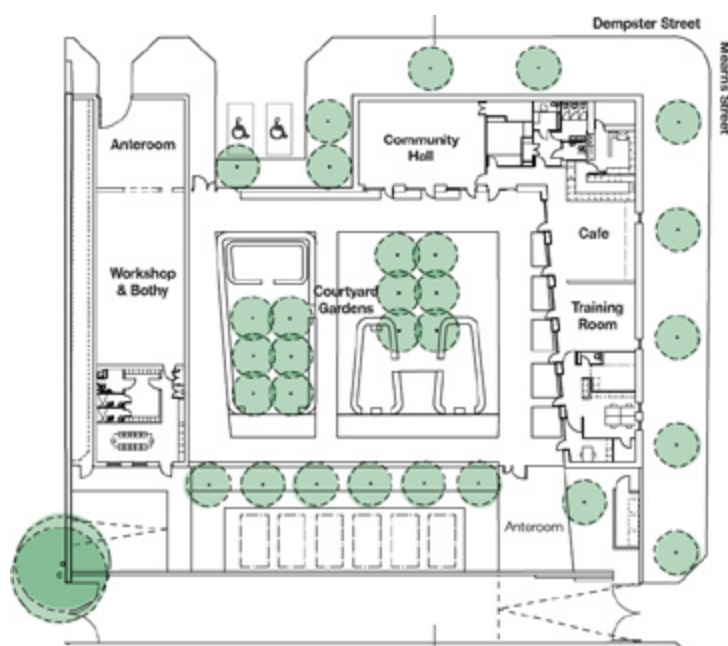 Dempster Street
Mearns Street
Anteroom
Community
Hall
Cafe
Workshop
& Bothy
Courtyard
Gardens
Training
Room
Anteroom